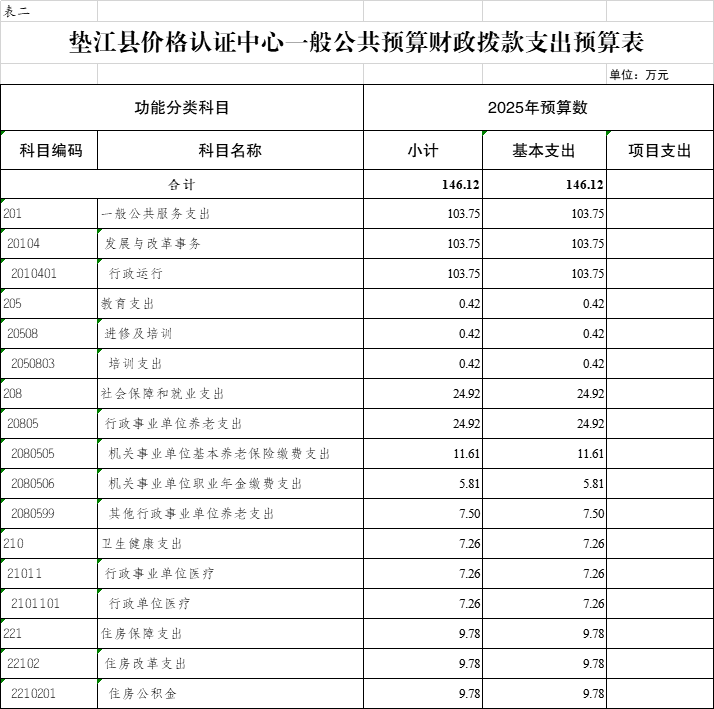 表二
垫江县价格认证中心一般公共预算财政拨款支出预算表
单位：万元
功能分类科目 2025年预算数
科目编码 科目名称 小计 基本支出 项目支出
合计 146.12 146.12
201 一般公共服务支出 103.75 103.75
20104 发展与改革事务 103.75 103.75
2010401 行政运行 103.75 103.75
205 教育支出 0.42 0.42
20508 进修及培训 0.42 0.42
2050803 培训支出 0.42 0.42
208 社会保障和就业支出 24.92 24.92
20805 行政事业单位养老支出 24.92 24.92
2080505 机关事业单位基本养老保险缴费支出 11.61 11.61
2080506 机关事业单位职业年金缴费支出 5.81 5.81
2080599 其他行政事业单位养老支出 7.50 7.50
210 卫生健康支出 7.26 7.26
21011 行政事业单位医疗 7.26 7.26
2101101 行政单位医疗 7.26 7.26
221 住房保障支出 9.78 9.78
22102 住房改革支出 9.78 9.78
2210201 住房公积金 9.78 9.78